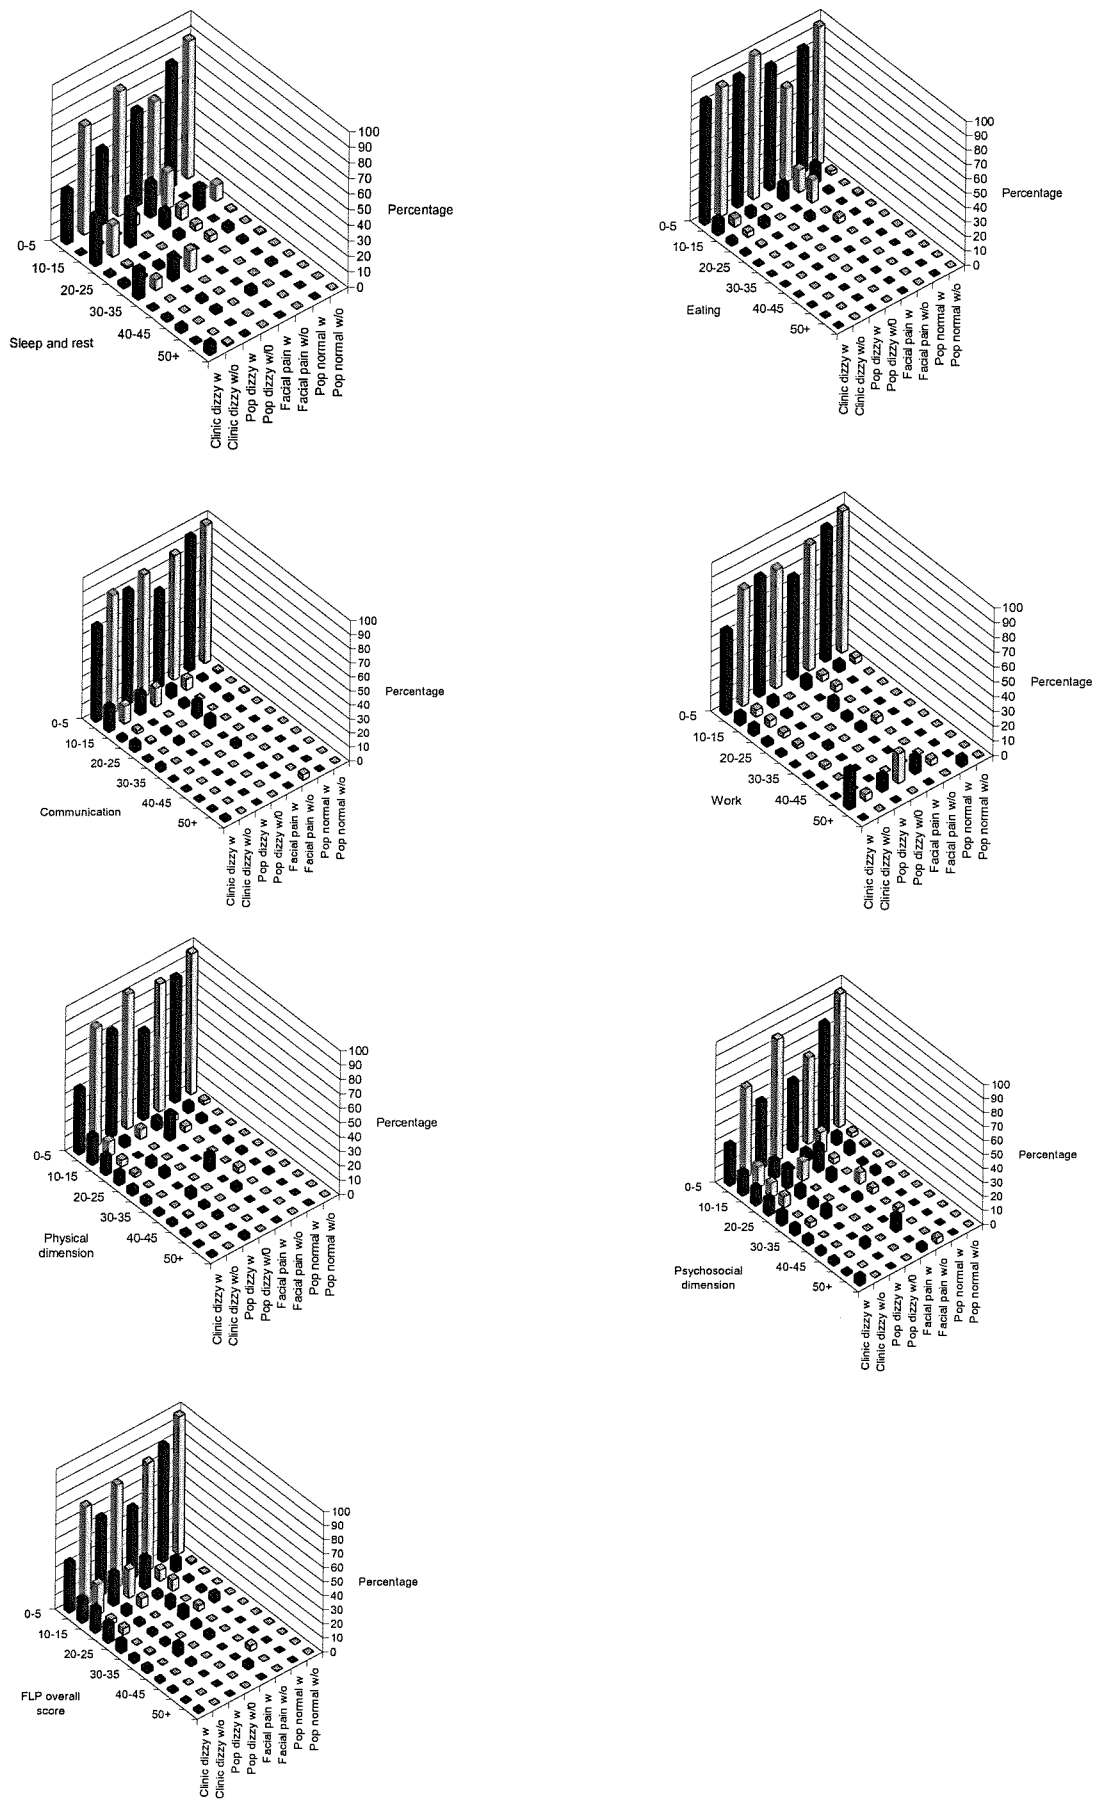 100
90
80
70
60
50
40
30
20
10
0
Percentage
0-5
10-15
20-25
30-35
40-45
50+
Sleep and rest
Clinic dizzy w
Clinic dizzy w/o
Pop dizzy w
Pop dizzy w/0
Facial pain w
Facial pain w/o
Pop normal w
Pop normal w/o
100
90
80
70
60
50
40
30
20
10
0
Percentage
0-5
10-15
20-25
30-35
40-45
50+
Eating
Clinic dizzy w
Clinic dizzy w/o
Pop dizzy w
Pop dizzy w/0
Facial pain w
Facial pain w/o
Pop normal w
Pop normal w/o
100
90
80
70
60
50
40
30
20
10
0
Percentage
0-5
10-15
20-25
30-35
40-45
50+
Communication
Clinic dizzy w
Clinic dizzy w/o
Pop dizzy w
Pop dizzy w/0
Facial pain w
Facial pain w/o
Pop normal w
Pop normal w/o
100
90
80
70
60
50
40
30
20
10
0
Percentage
0-5
10-15
20-25
30-35
40-45
50+
Work
Clinic dizzy w
Clinic dizzy w/o
Pop dizzy w
Pop dizzy w/0
Facial pain w
Facial pain w/o
Pop normal w
Pop normal w/o
100
90
80
70
60
50
40
30
20
10
0
Percentage
0-5
10-15
20-25
30-35
40-45
50+
Physical
dimension
Clinic dizzy w
Clinic dizzy w/o
Pop dizzy w
Pop dizzy w/0
Facial pain w
Facial pain w/o
Pop normal w
Pop normal w/o
100
90
80
70
60
50
40
30
20
10
0
Percentage
0-5
10-15
20-25
30-35
40-45
50+
Psychosocial
dimension
Clinic dizzy w
Clinic dizzy w/o
Pop dizzy w
Pop dizzy w/0
Facial pain w
Facial pain w/o
Pop normal w
Pop normal w/o
100
90
80
70
60
50
40
30
20
10
0
Percentage
0-5
10-15
20-25
30-35
40-45
50+
FLP overall
score
Clinic dizzy w
Clinic dizzy w/o
Pop dizzy w
Pop dizzy w/0
Facial pain w
Facial pain w/o
Pop normal w
Pop normal w/o